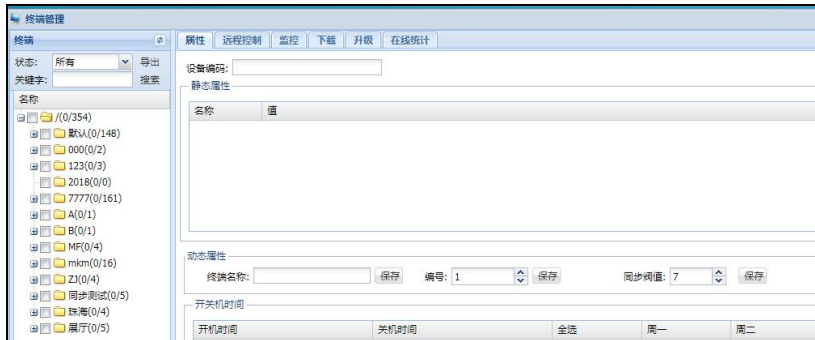 终端管理
终端
状态: 所有 导出
关键字: 搜索
名称
/(0/354)
默认(0/148)
000(0/2)
123(0/3)
2018(0/0)
7777(0/161)
A(0/1)
B(0/1)
MF(0/4)
mkm(0/16)
ZJ(0/4)
同步测试(0/5)
珠海(0/4)
展厅(0/5)
属性 远程控制 监控 下载 升级 在线统计
设备编码:
静态属性
名称 值
动态属性
终端名称: 保存 编号: 1 保存 同步阀值: 7 保存
开关机时间
开机时间 关机时间 全选 周一 周二